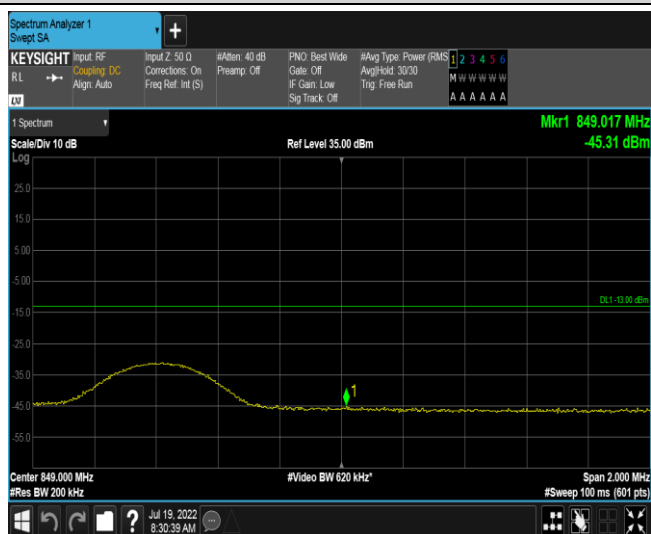 Spectrum Analyzer 1
Swept SA
+
KEYSIGHT
RL
Input: RF
Coupling: DC
Align: Auto
Input Z: 50 Ω
Corrections: On
Freq Ref: Int (S)
#Atten: 40 dB
Preamp: Off
PNO: Best Wide
Gate: Off
IF Gain: Low
Sig Track: Off
#Avg Type: Power (RMS
Avg|Hold: 30/30
Trig: Free Run
1 2 3 4 5 6
M W W W W W
A A A A A A
LXI
1 Spectrum
Mkr1 849.017 MHz
-45.31 dBm
Scale/Div 10 dB
Ref Level 35.00 dBm
Log
25.0
15.0
5.00
-5.00
DL1 -13.00 dBm
-15.0
-25.0
-35.0
1
-45.0
-55.0
Center 849.000 MHz
#Video BW 620 kHz*
Span 2.000 MHz
#Res BW 200 kHz
#Sweep 100 ms (601 pts)
?
Jul 19, 2022
8:30:39 AM